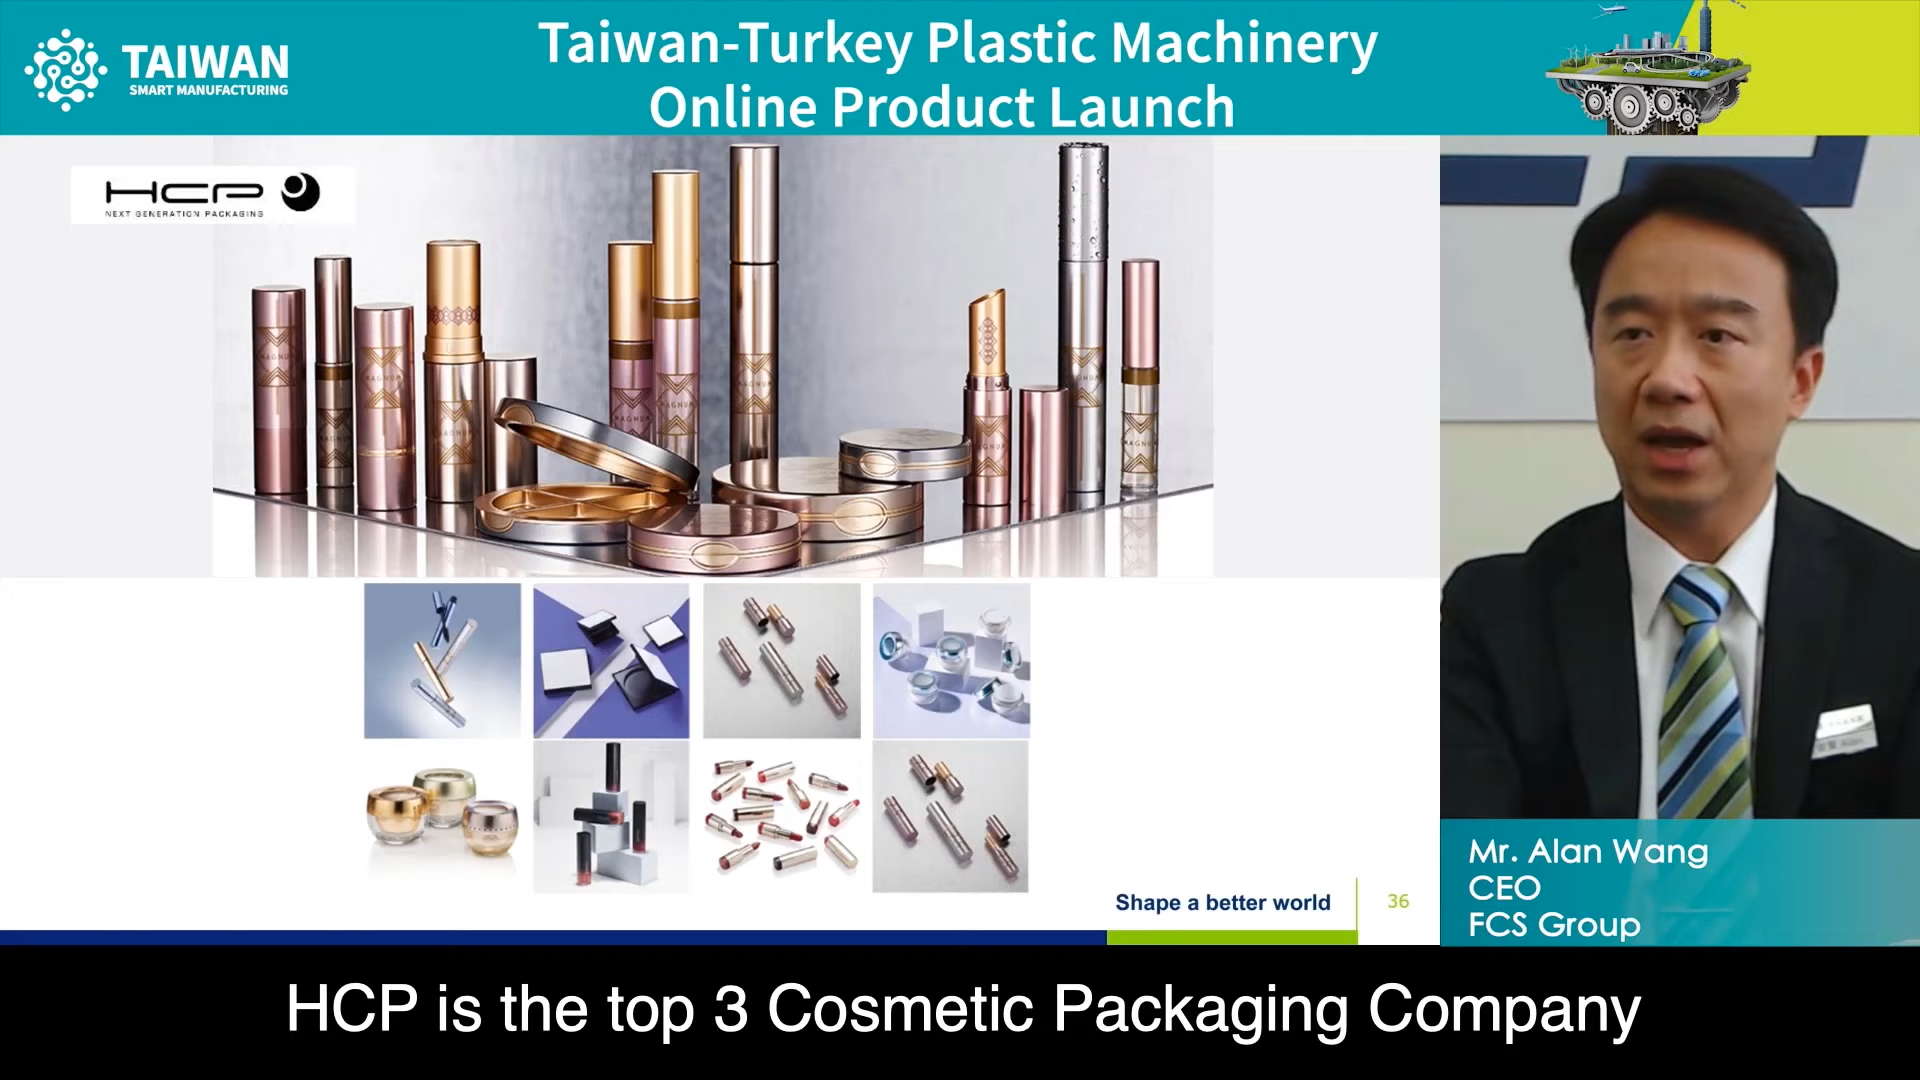 TAIWAN
SMART MANUFACTURING
Taiwan-Turkey Plastic Machinery
Online Product Launch
HCP
NEXT GENERATION PACKAGING
MAGNUM
Shape a better world
36
Mr. Alan Wang
CEO
FCS Group
HCP is the top 3 Cosmetic Packaging Company